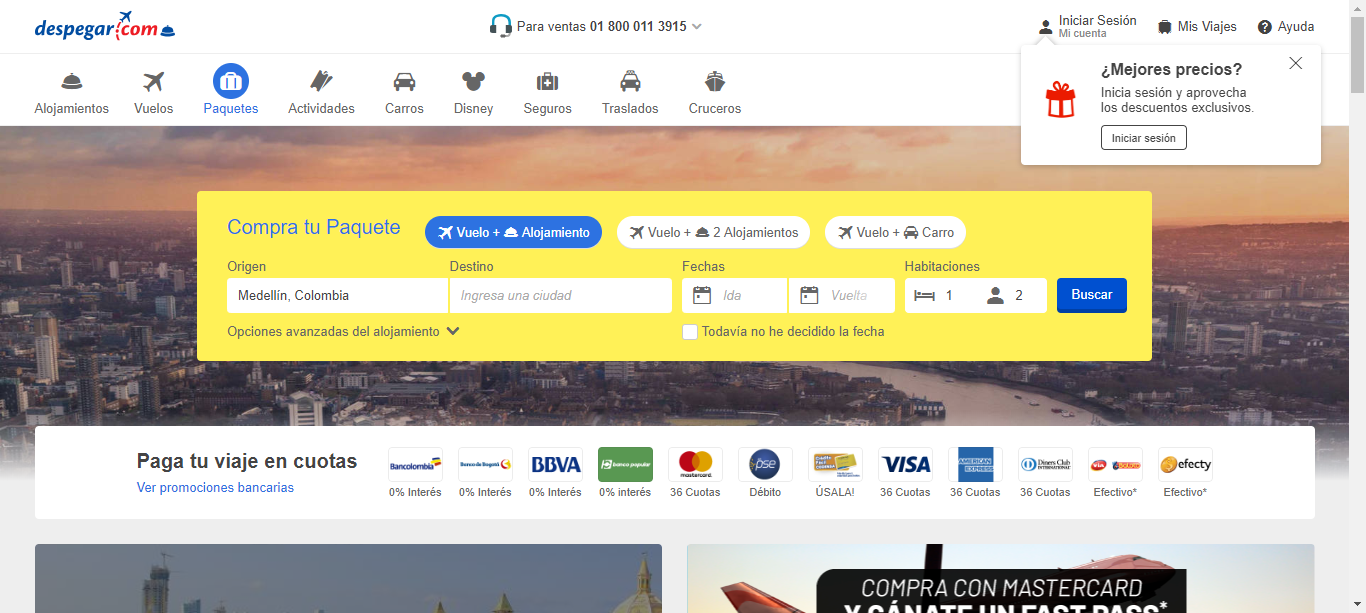 despegar.com
Para ventas 01 800 011 3915
Iniciar Sesión
Mi cuenta
Mis Viajes
Ayuda
¿Mejores precios?
Inicia sesión y aprovecha
los descuentos exclusivos.
Iniciar sesión
Alojamientos
Vuelos
Paquetes
Actividades
Carros
Disney
Seguros
Traslados
Cruceros
Compra tu Paquete
Vuelo + Alojamiento
Vuelo + 2 Alojamientos
Vuelo + Carro
Origen
Destino
Fechas
Habitaciones
Medellín, Colombia
Ingresa una ciudad
Ida
Vuelta
1
2
Buscar
Opciones avanzadas del alojamiento
Todavía no he decidido la fecha
Paga tu viaje en cuotas
Ver promociones bancarias
Bancolombia
0% Interés
Banco de Bogotá
0% Interés
BBVA
0% Interés
banco popular
0% interés
mastercard
36 Cuotas
pse
Débito
ÚSALA!
VISA
36 Cuotas
AMERICAN EXPRESS
36 Cuotas
Diners Club
INTERNATIONAL
36 Cuotas
via baloto
Efectivo*
efecty
Efectivo*
COMPRA CON MASTERCARD
Y GÁNATE UN FAST PASS*